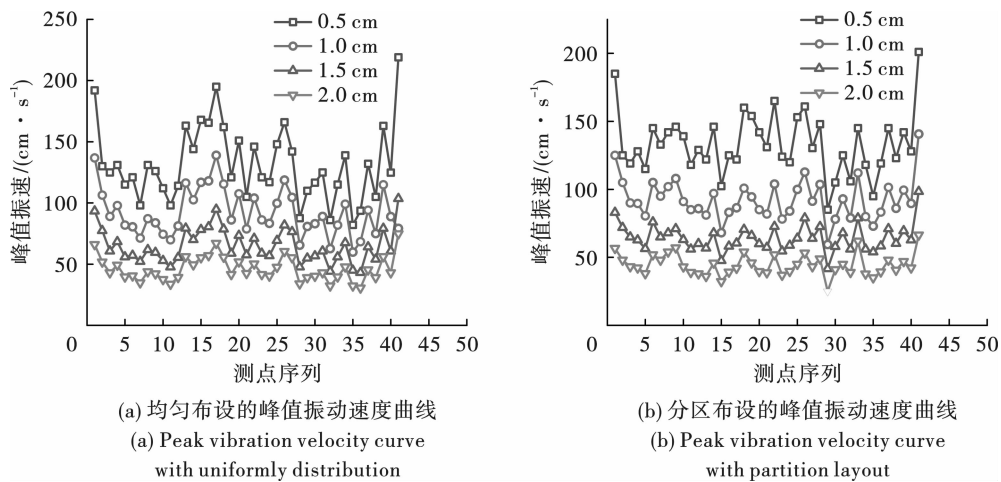 250
200
150
100
50
0
5
10
15
20
25
30
35
40
45
50
峰值振速/(cm·s⁻¹)
0.5 cm
1.0 cm
1.5 cm
2.0 cm
测点序列
(a) 均匀布设的峰值振动速度曲线
(a) Peak vibration velocity curve
with uniformly distribution
200
150
100
50
0
5
10
15
20
25
30
35
40
45
50
峰值振速/(cm·s⁻¹)
0.5 cm
1.0 cm
1.5 cm
2.0 cm
测点序列
(b) 分区布设的峰值振动速度曲线
(b) Peak vibration velocity curve
with partition layout